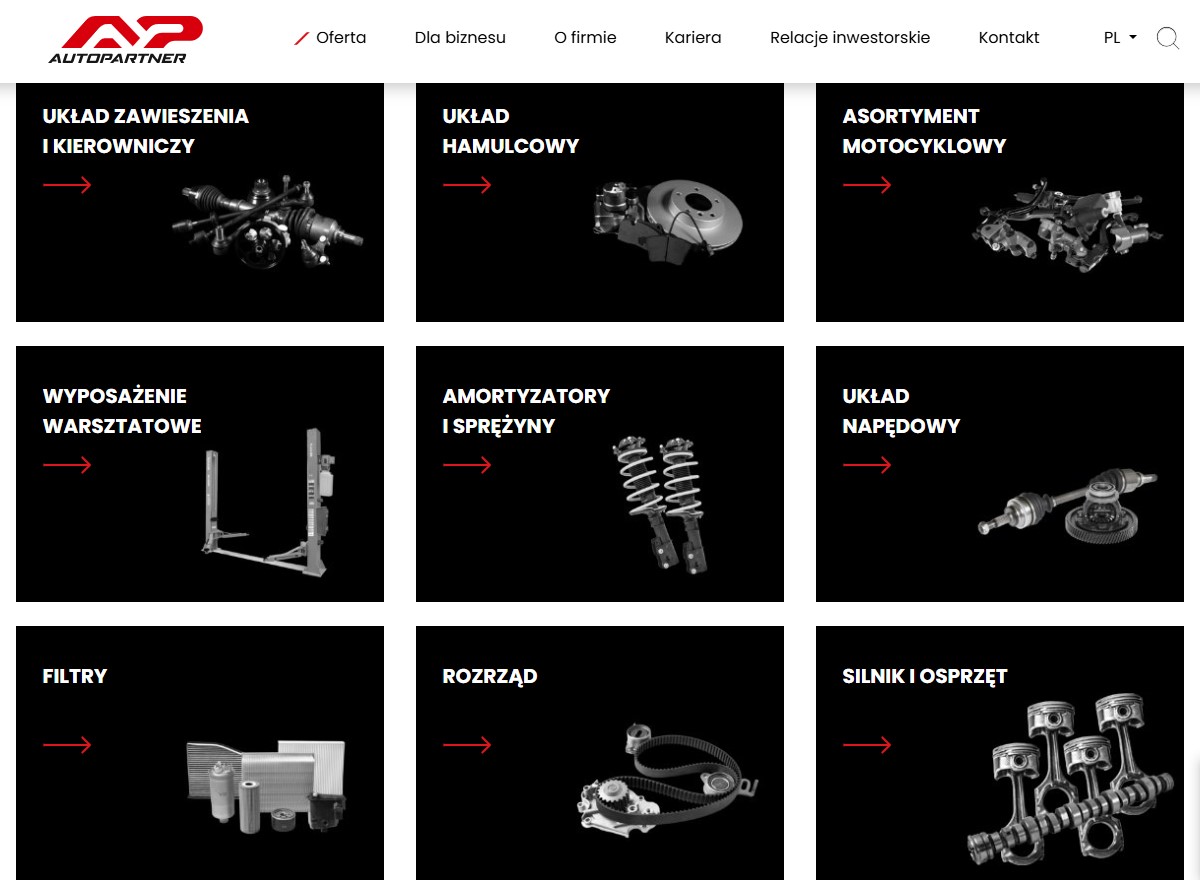 AUTOPARTNER
Oferta
Dla biznesu
O firmie
Kariera
Relacje inwestorskie
Kontakt
PL
UKŁAD ZAWIESZENIA
I KIEROWNICZY
UKŁAD
HAMULCOWY
ASORTYMENT
MOTOCYKLOWY
WYPOSAŻENIE
WARSZTATOWE
AMORTYZATORY
I SPRĘŻYNY
UKŁAD
NAPĘDOWY
FILTRY
ROZRZĄD
SILNIK I OSPRZĘT